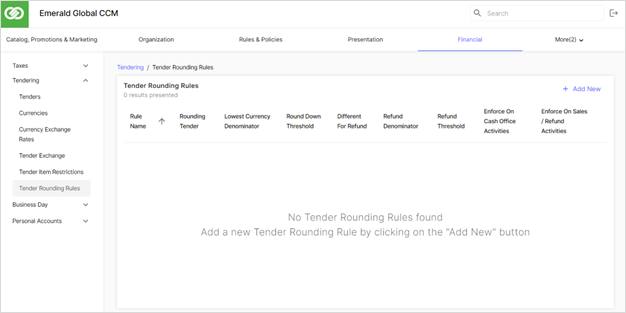 Emerald Global CCM
Search
Catalog, Promotions & Marketing
Organization
Rules & Policies
Presentation
Financial
More(2)
Taxes
Tendering
Tenders
Currencies
Currency Exchange
Rates
Tender Exchange
Tender Item Restrictions
Tender Rounding Rules
Business Day
Personal Accounts
Tendering / Tender Rounding Rules
Tender Rounding Rules
0 results presented
+ Add New
Rule
Name
Rounding
Tender
Lowest Currency
Denominator
Round Down
Threshold
Different
For Refund
Refund
Denominator
Refund
Threshold
Enforce On
Cash Office
Activities
Enforce On Sales
/ Refund
Activities
No Tender Rounding Rules found
Add a new Tender Rounding Rule by clicking on the "Add New" button